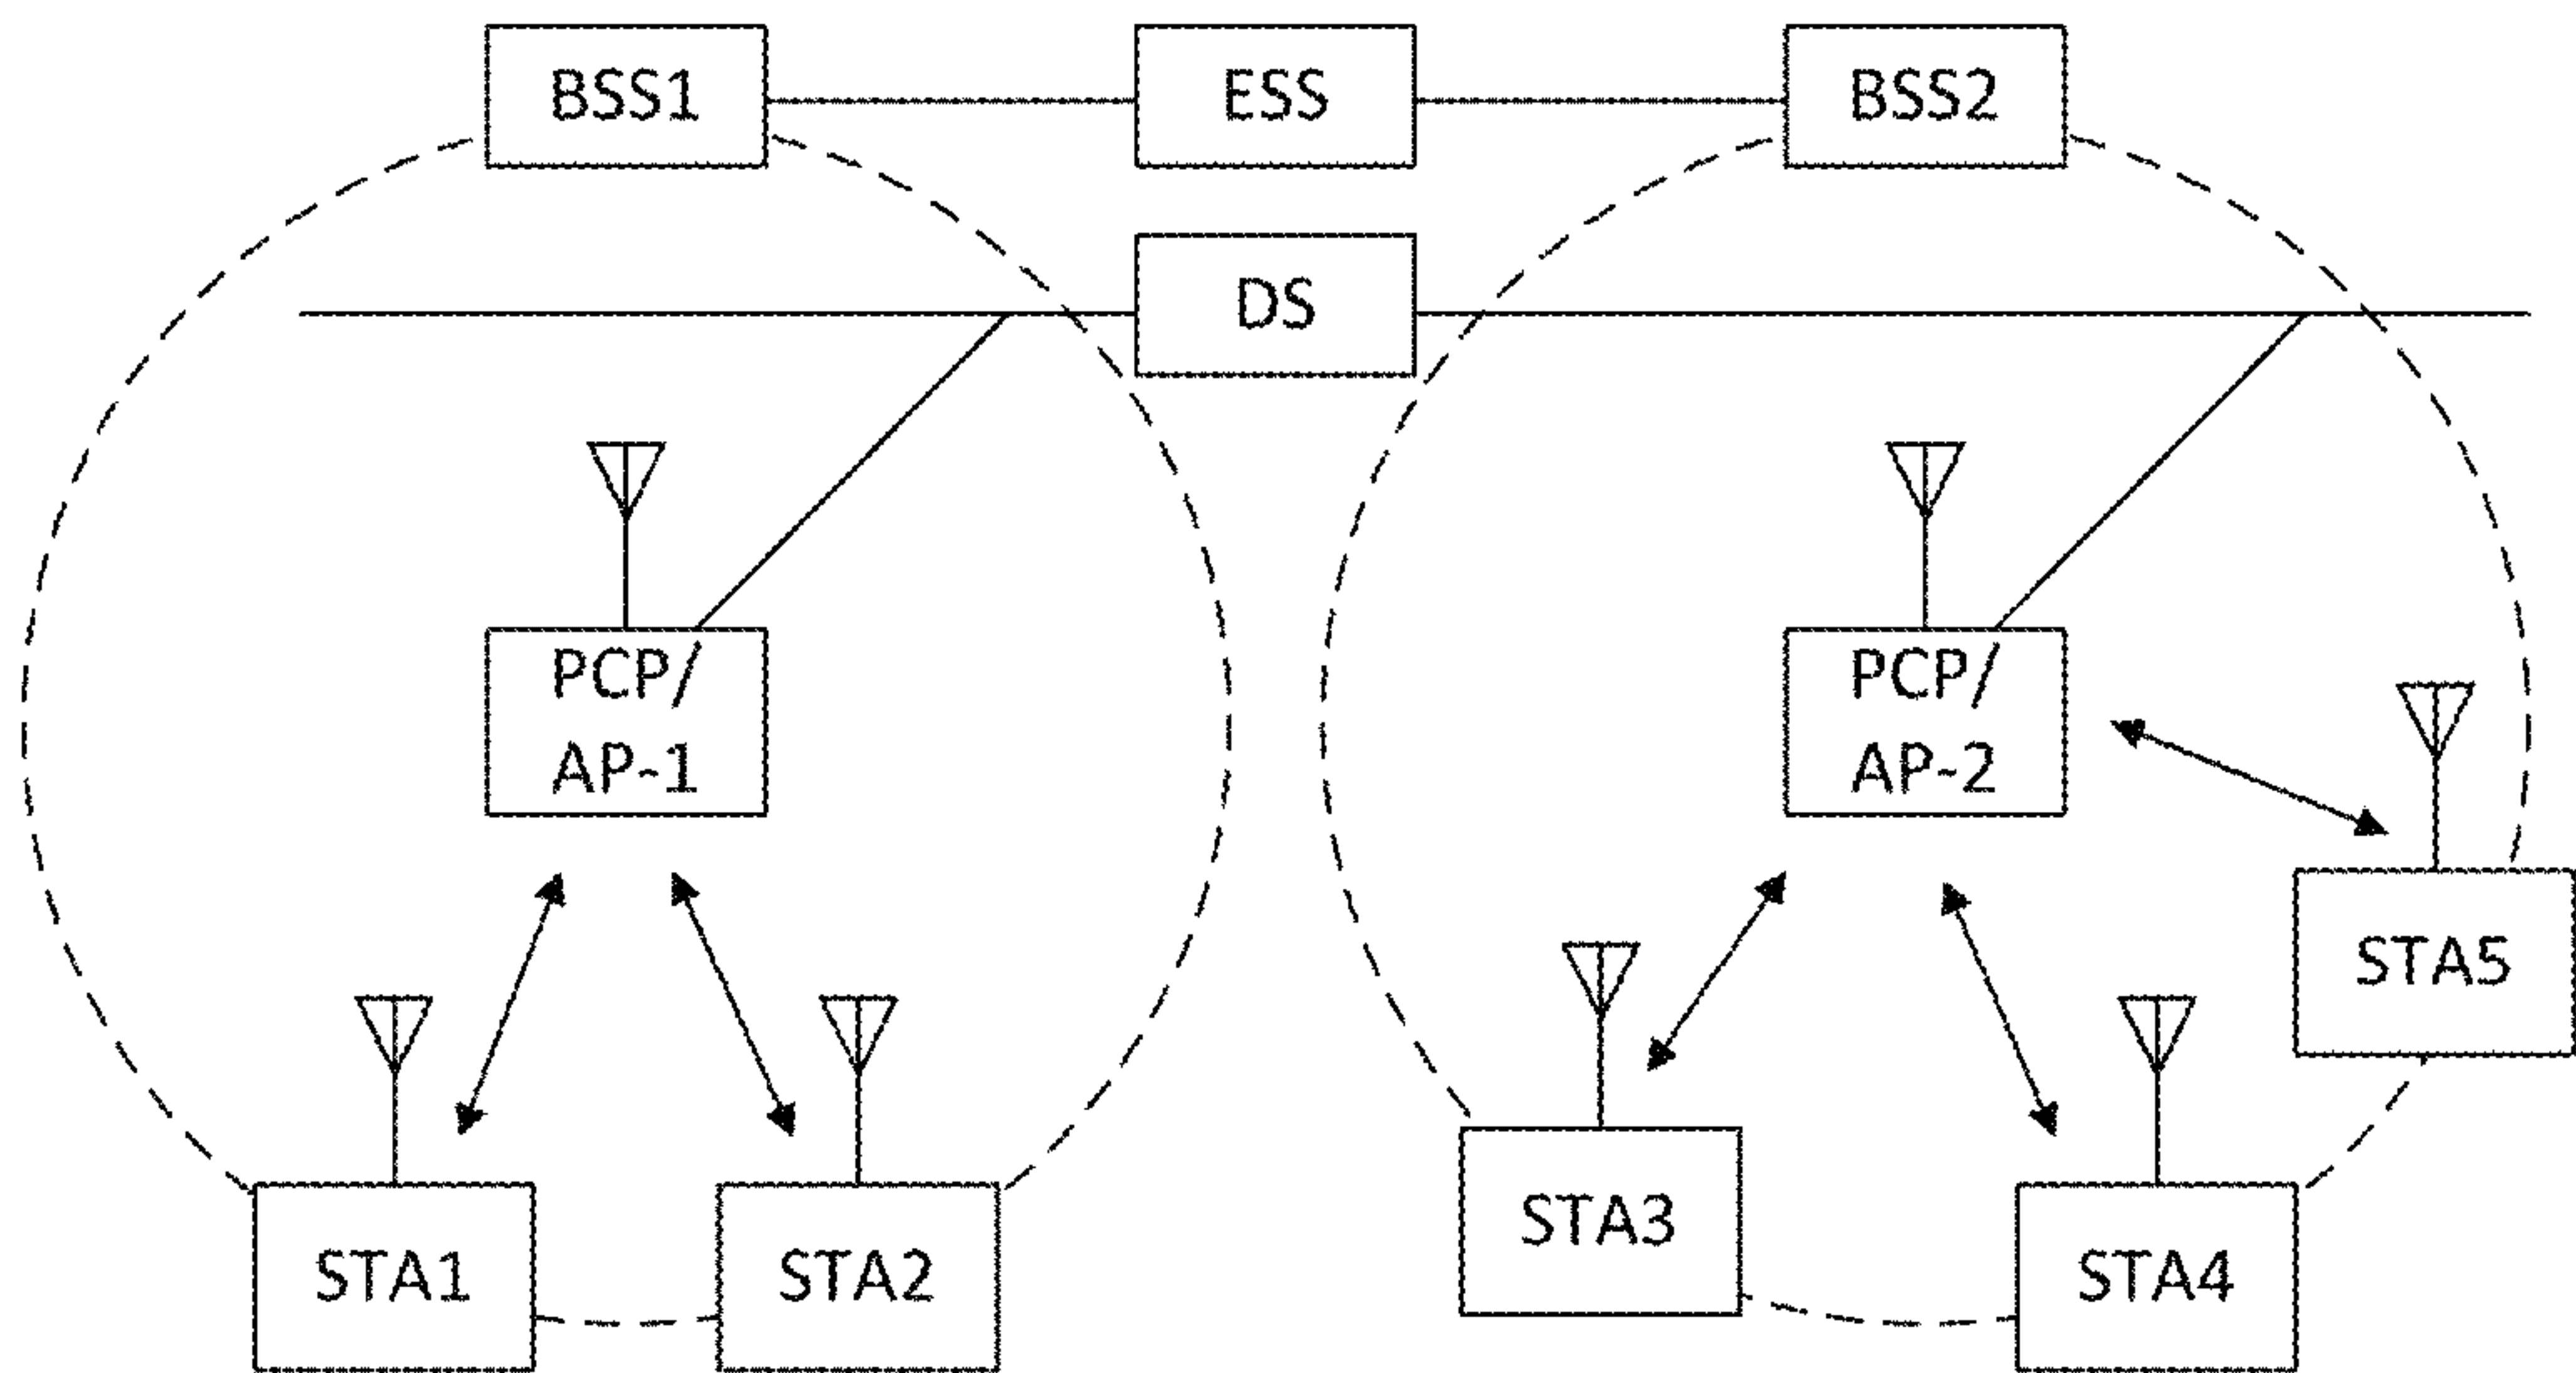 BSS1
ESS
BSS2
DS
PCP/
AP-1
PCP/
AP-2
STA5
STA3
STA1
STA2
STA4